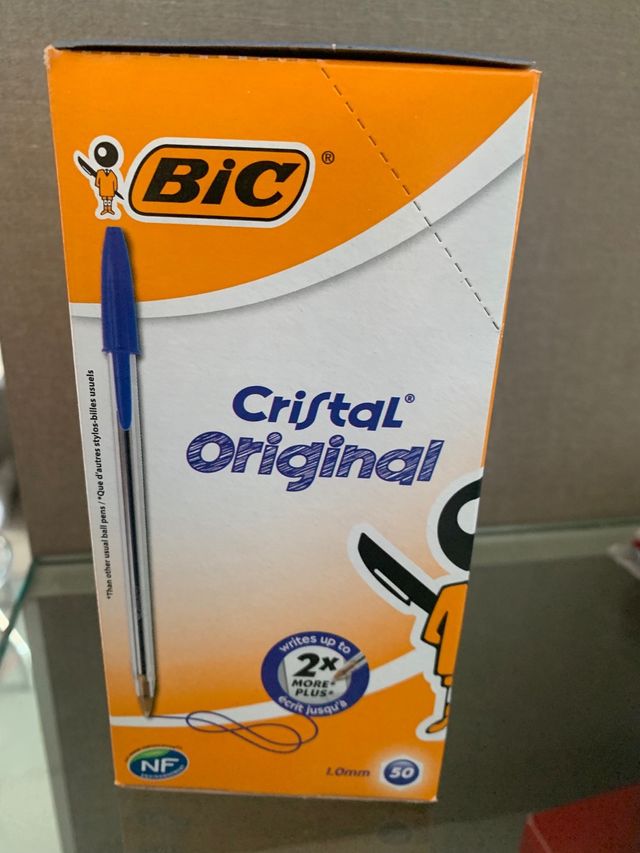 BiC®
CriſtaL®
Original
*Than other usual ball pens / *Que d'autres stylos-billes usuels
writes up to
2x
MORE*
PLUS*
écrit jusqu'à
NF
1.0mm
50